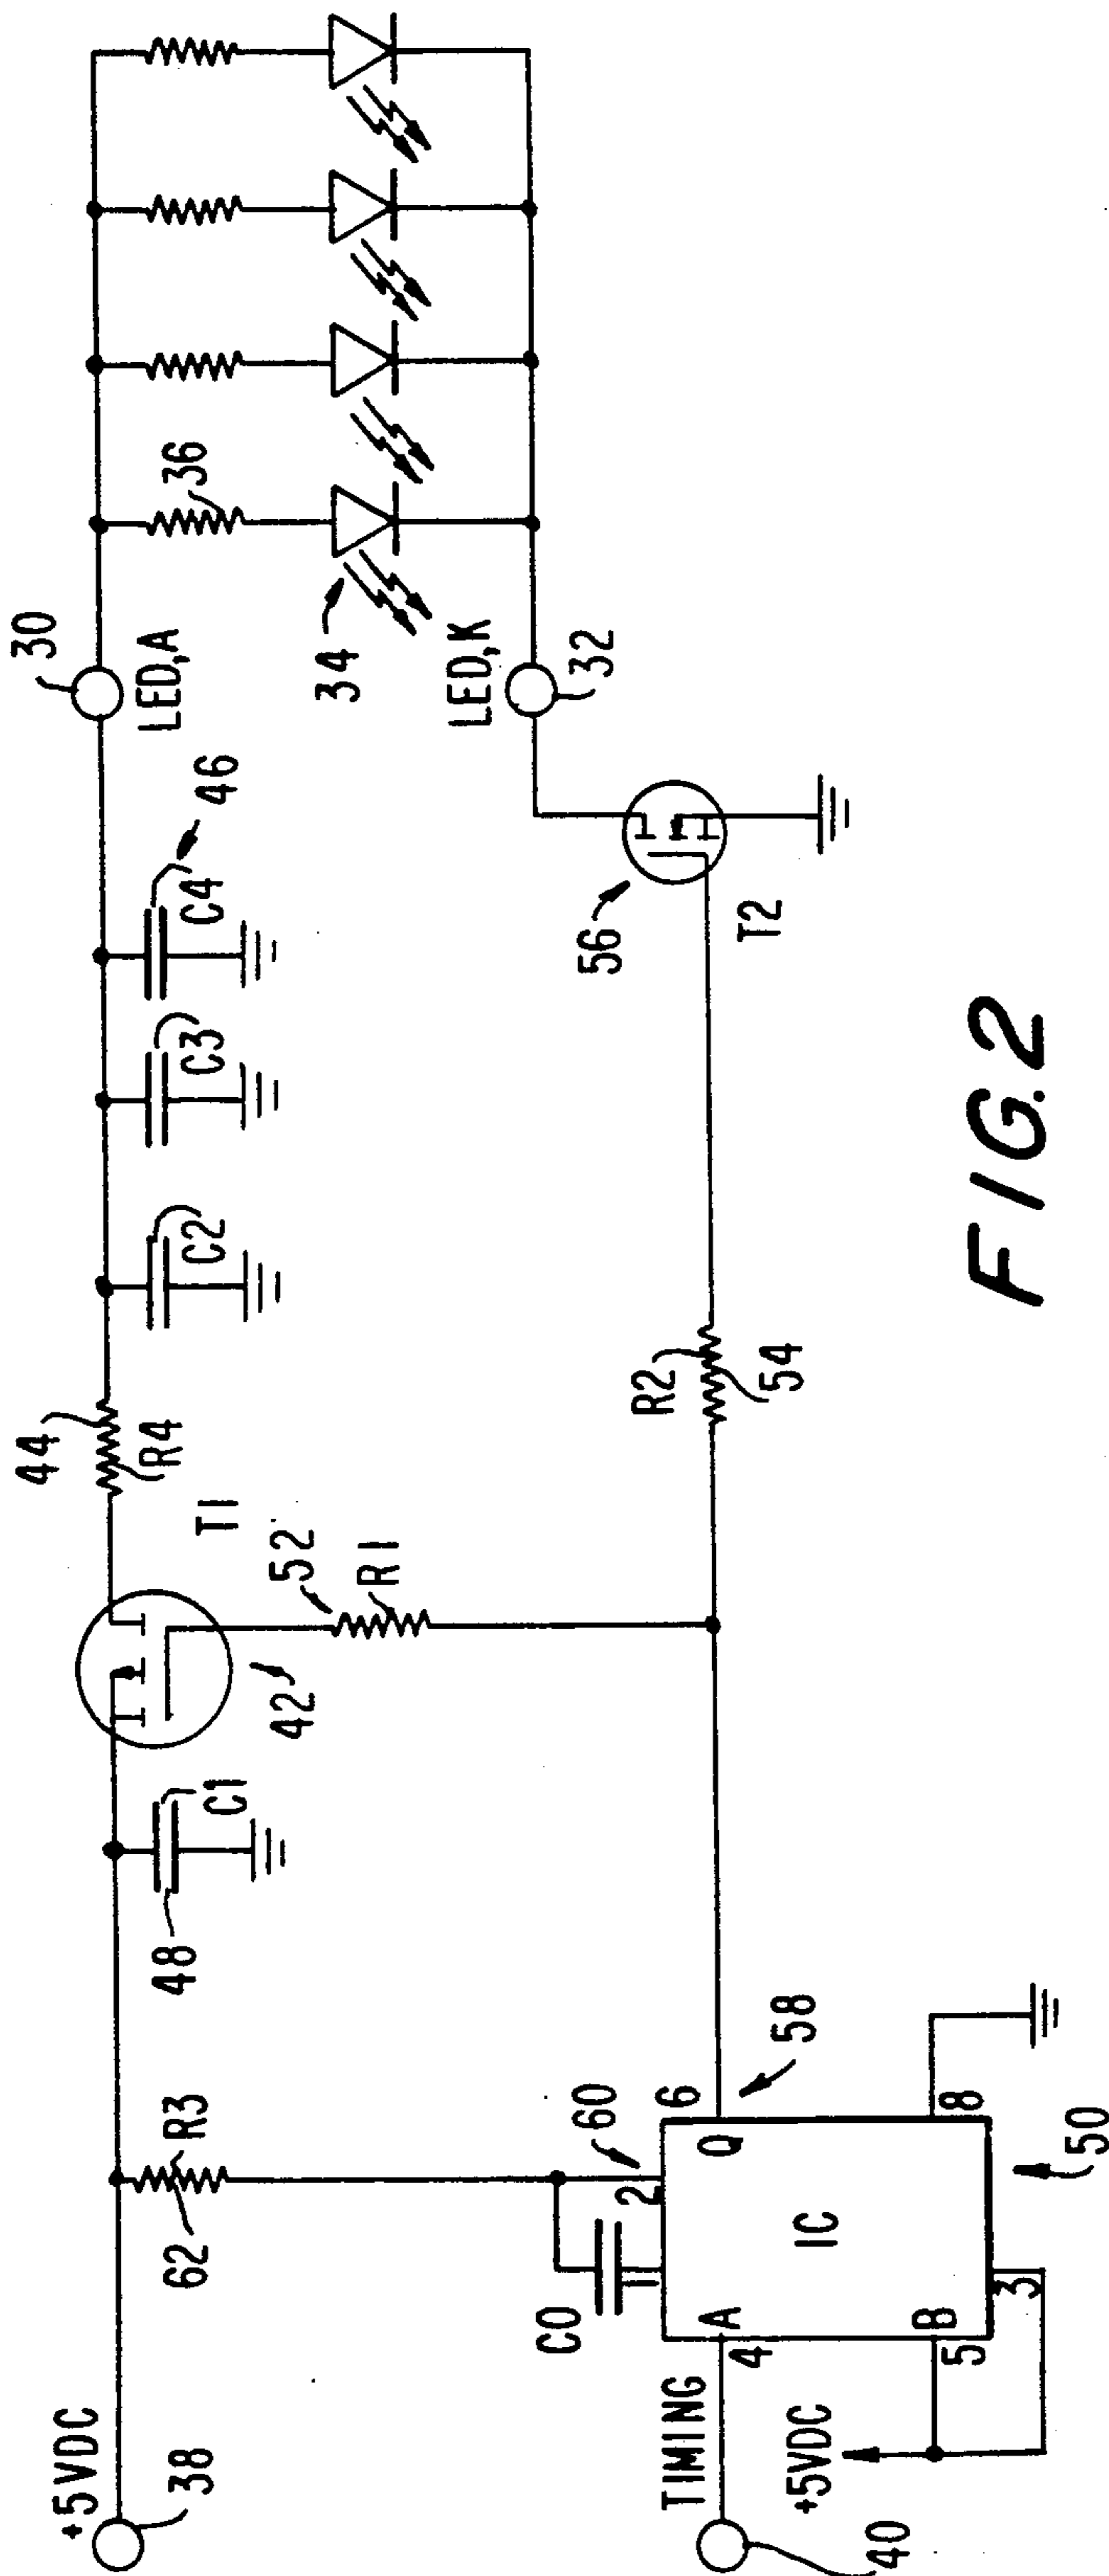 +5VDC
38
62
R3
48
C1
42
T1
44
R4
52
R1
C2
C3
C4
46
30
LED,A
36
34
LED,K
32
56
T2
R2
54
TIMING
40
+5VDC
C0
1
2
60
A
4
B
5
3
IC
Q
6
58
8
50
FIG.2